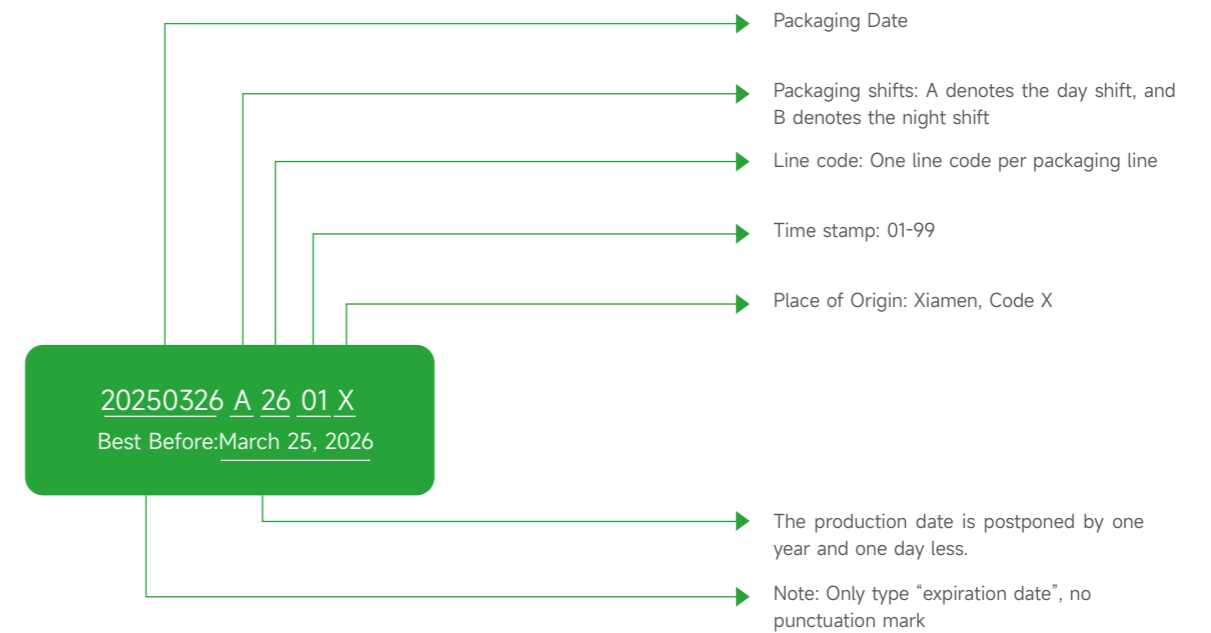 Packaging Date
Packaging shifts: A denotes the day shift, and
B denotes the night shift
Line code: One line code per packaging line
Time stamp: 01-99
Place of Origin: Xiamen, Code X
20250326 A 26 01 X
Best Before:March 25, 2026
The production date is postponed by one
year and one day less.
Note: Only type “expiration date”, no
punctuation mark